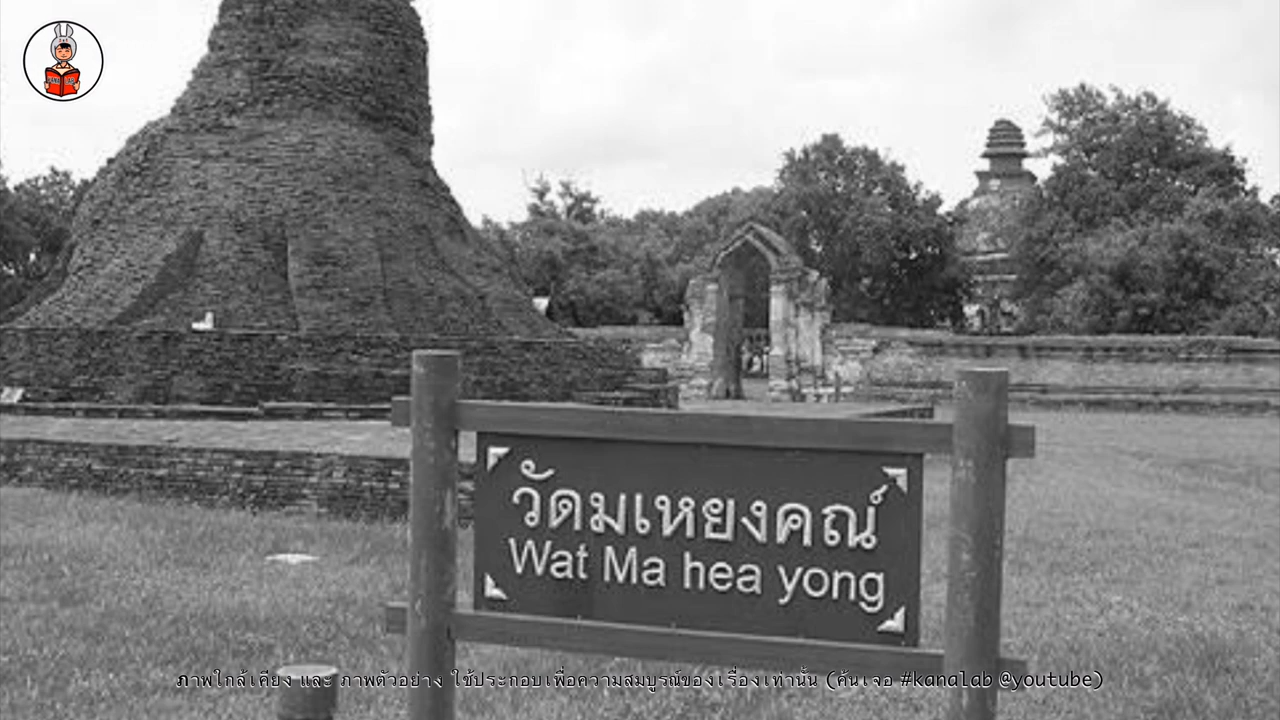 วัดมเหยงคณ์
Wat Ma hea yong
ภาพใกล้เคียง และ ภาพตัวอย่าง ใช้ประกอบเพื่อความสมบูรณ์ของเรื่องเท่านั้น (ค้นเจอ #kanalab @youtube)